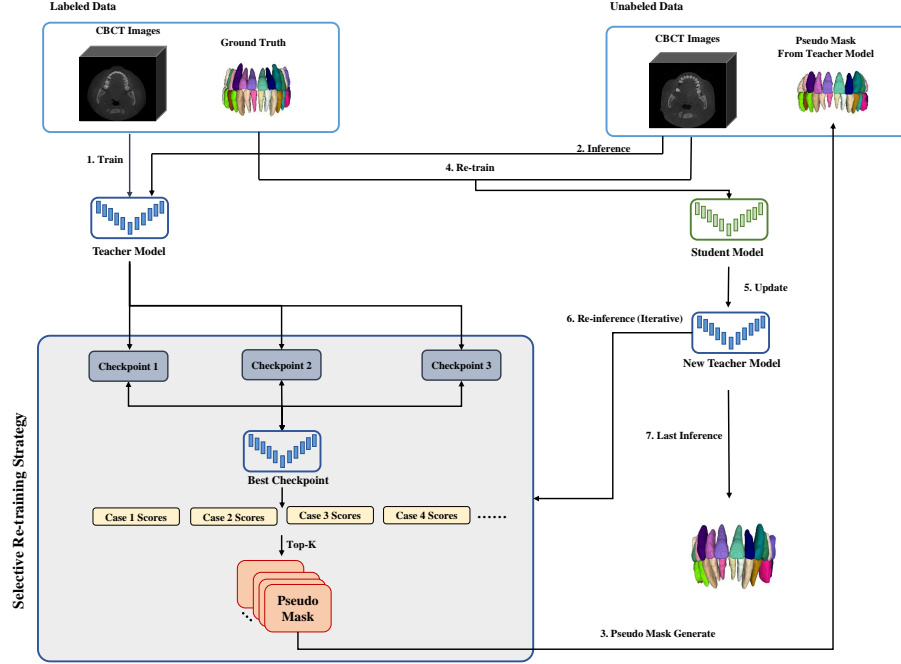 Labeled Data
Unabeled Data
CBCT Images
Ground Truth
CBCT Images
Pseudo Mask
From Teacher Model
1. Train
2. Inference
4. Re-train
Teacher Model
Student Model
5. Update
6. Re-inference (Iterative)
New Teacher Model
Selective Re-training Strategy
Checkpoint 1
Checkpoint 2
Checkpoint 3
7. Last Inference
Best Checkpoint
Case 1 Scores
Case 2 Scores
Case 3 Scores
Case 4 Scores
......
Top-K
...
Pseudo
Mask
3. Pseudo Mask Generate